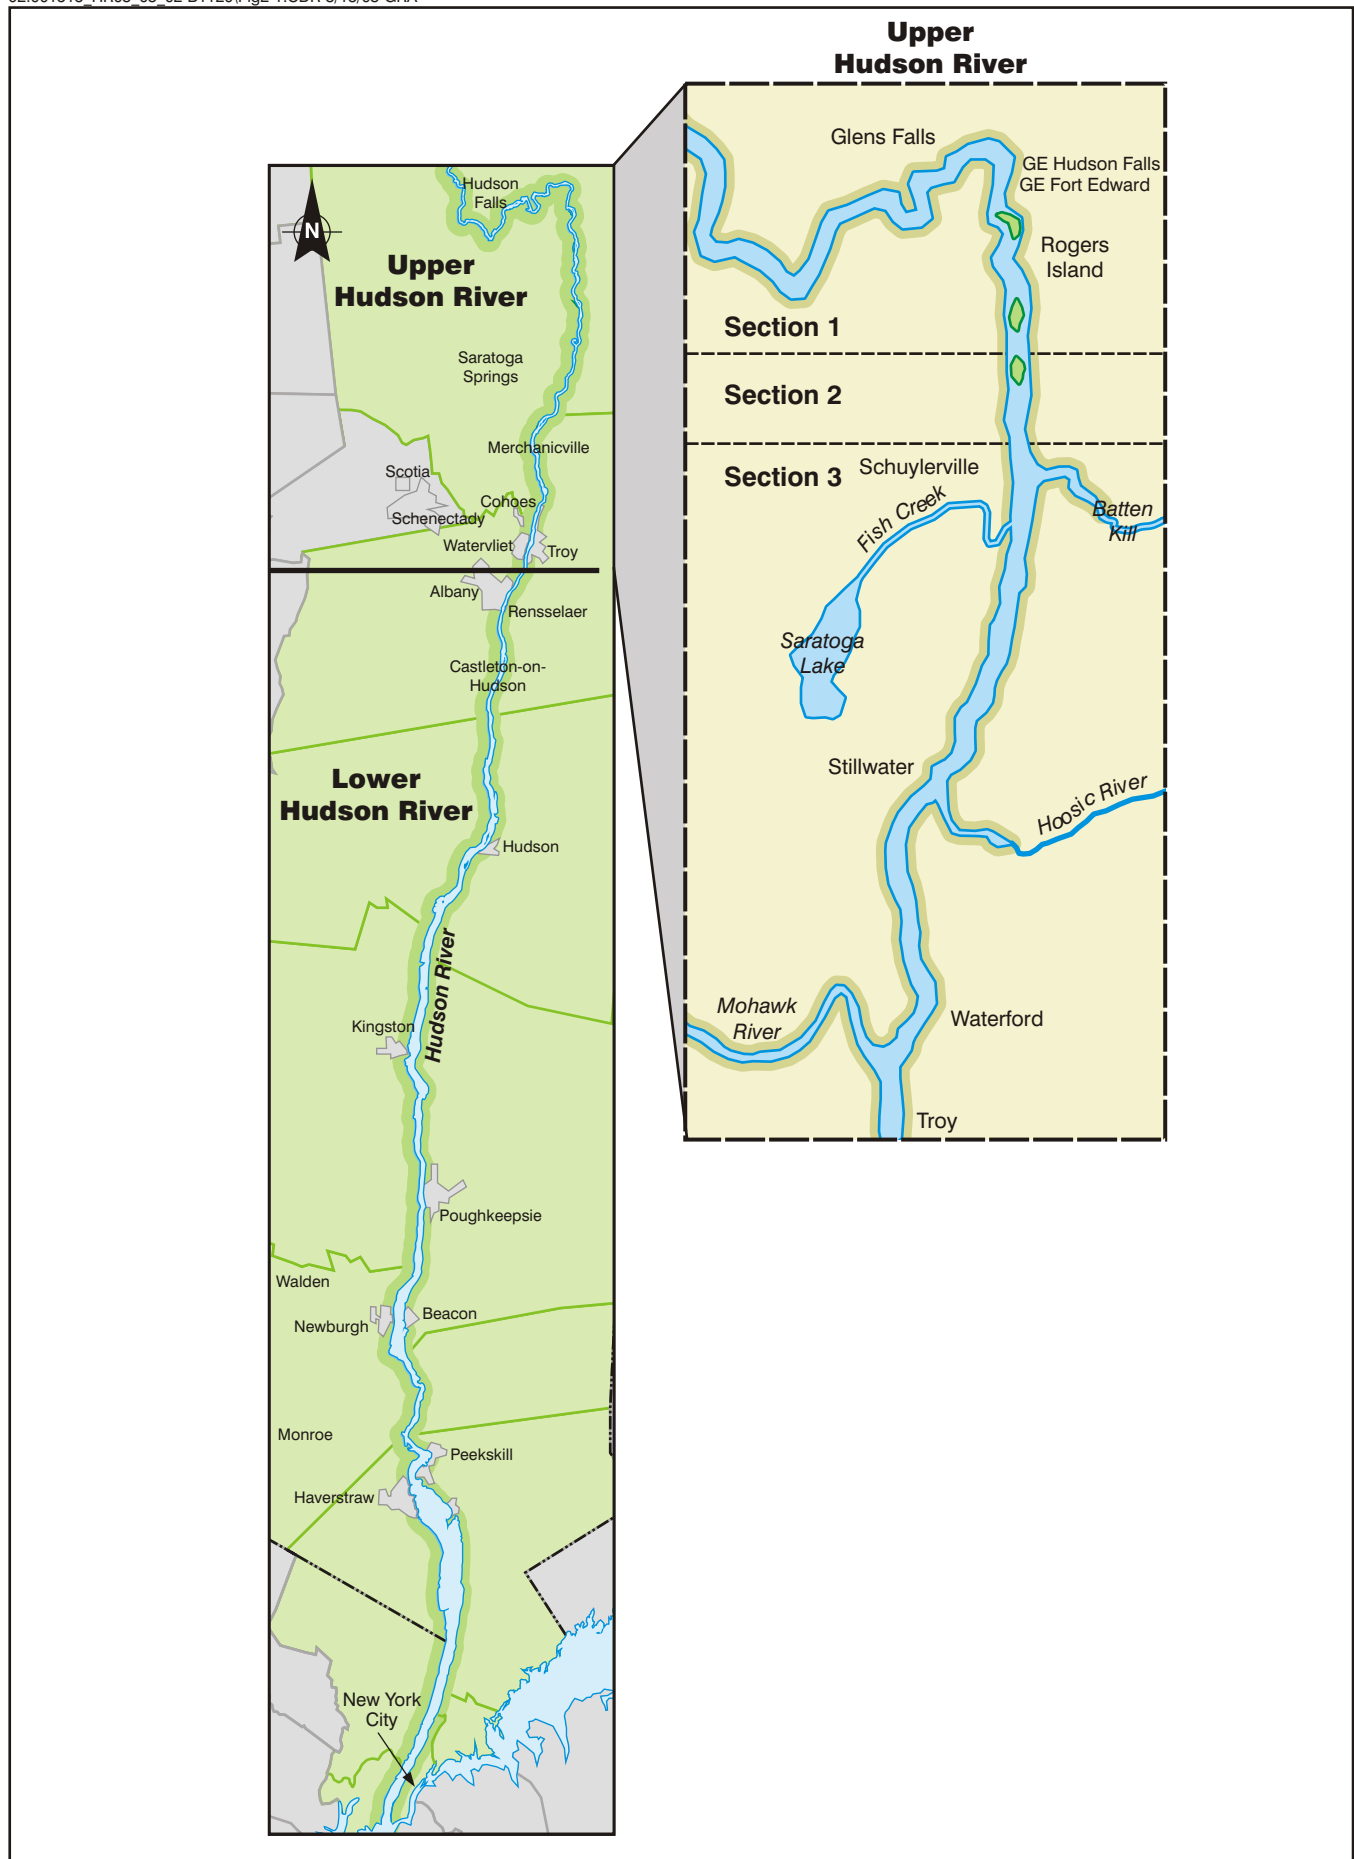 Upper
Hudson River
Glens Falls
GE Hudson Falls
GE Fort Edward
Rogers
Island
Section 1
Section 2
Section 3
Schuylerville
Fish Creek
Batten
Kill
Saratoga
Lake
Stillwater
Hoosic River
Mohawk
River
Waterford
Troy
N
Hudson
Falls
Upper
Hudson River
Saratoga
Springs
Merchanicville
Scotia
Cohoes
Schenectady
Watervliet
Troy
Albany
Rensselaer
Castleton-on-
Hudson
Lower
Hudson River
Hudson
Hudson River
Kingston
Poughkeepsie
Walden
Beacon
Newburgh
Monroe
Peekskill
Haverstraw
New York
City